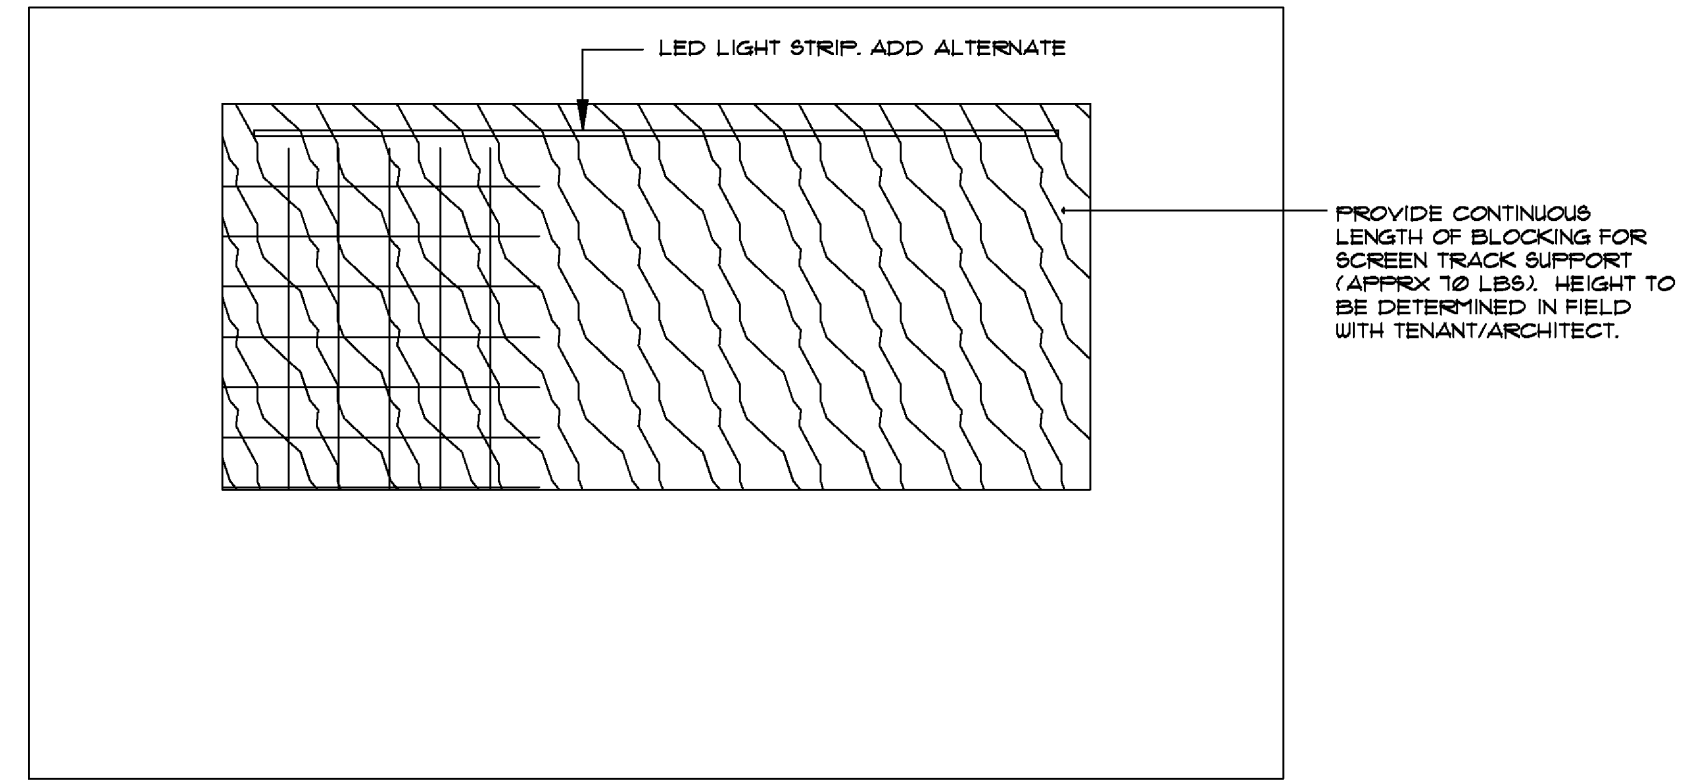 LED LIGHT STRIP. ADD ALTERNATE
PROVIDE CONTINUOUS
LENGTH OF BLOCKING FOR
SCREEN TRACK SUPPORT
(APPRX 70 LBS). HEIGHT TO
BE DETERMINED IN FIELD
WITH TENANT/ARCHITECT.